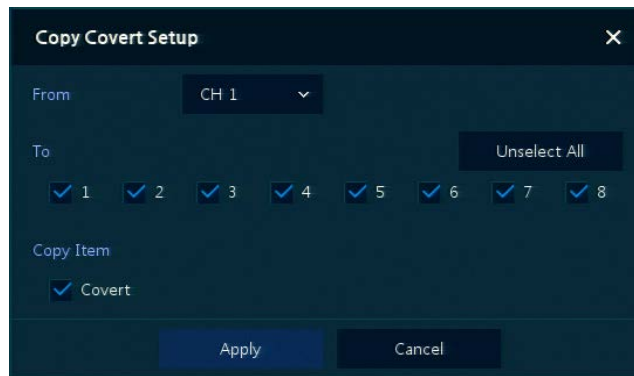 Copy Covert Setup
From CH 1
To Unselect All
1 2 3 4 5 6 7 8
Copy Item
Covert
Apply Cancel